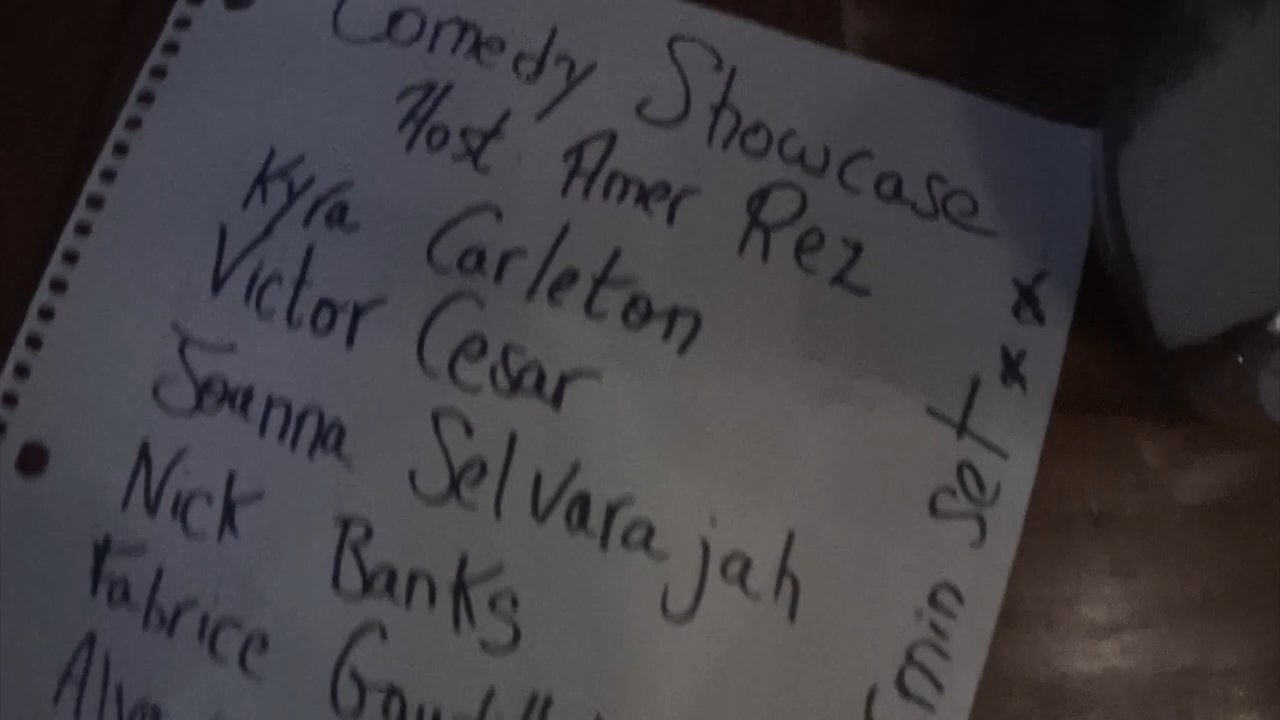 Comedy Showcase
Host Amer Rez
Kyra Carleton
Victor Cesar
Joanna Selvarajah
Nick Banks
Fabrice
min set **